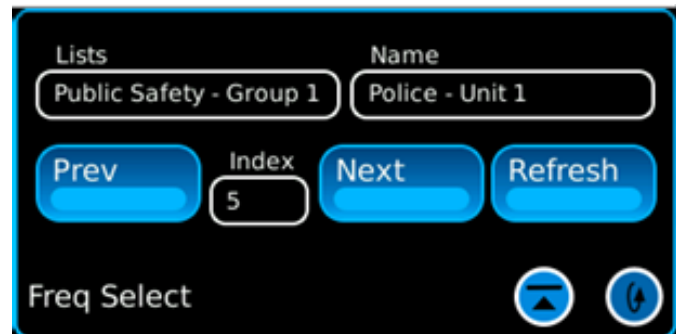 Lists Name
Public Safety - Group 1 Police - Unit 1
Prev Index Next Refresh
5
Freq Select